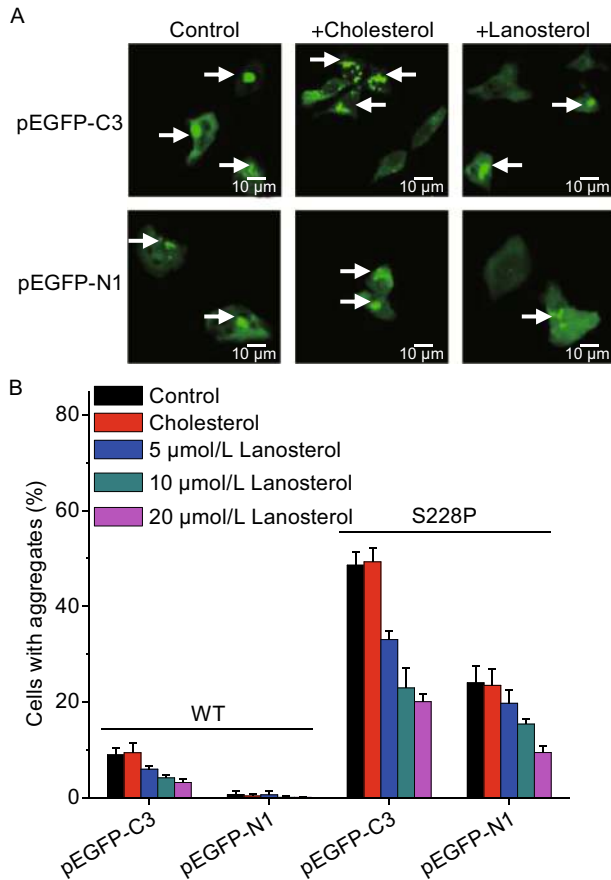 A
Control
+Cholesterol
+Lanosterol
pEGFP-C3
10 µm
10 µm
10 µm
pEGFP-N1
10 µm
10 µm
10 µm
B
Cells with aggregates (%)
80
60
40
20
0
Control
Cholesterol
5 µmol/L Lanosterol
10 µmol/L Lanosterol
20 µmol/L Lanosterol
WT
S228P
pEGFP-C3
pEGFP-N1
pEGFP-C3
pEGFP-N1